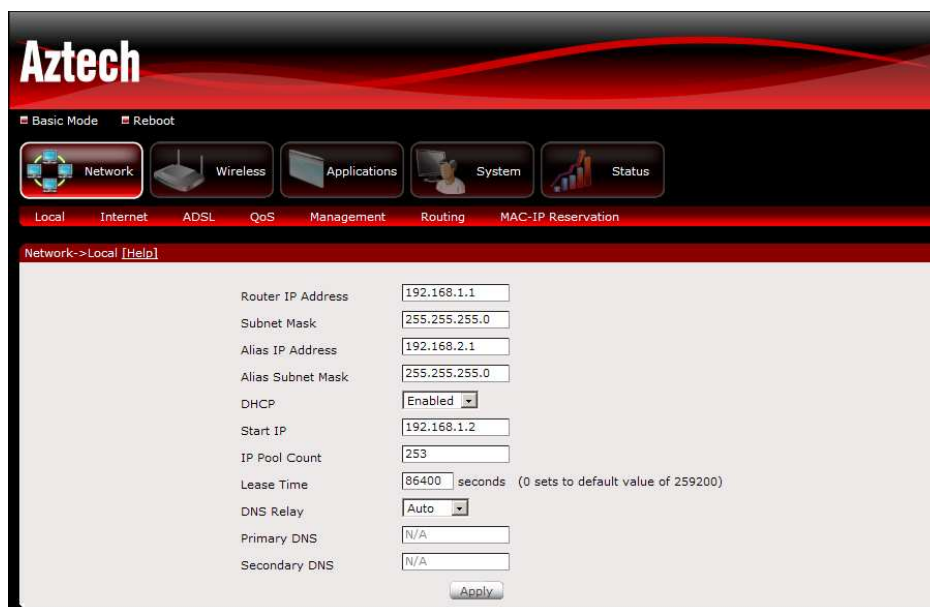 Aztech
Basic Mode Reboot
Network Wireless Applications System Status
Local Internet ADSL QoS Management Routing MAC-IP Reservation
Network->Local [Help]
Router IP Address 192.168.1.1
Subnet Mask 255.255.255.0
Alias IP Address 192.168.2.1
Alias Subnet Mask 255.255.255.0
DHCP Enabled
Start IP 192.168.1.2
IP Pool Count 253
Lease Time 86400 seconds (0 sets to default value of 259200)
DNS Relay Auto
Primary DNS N/A
Secondary DNS N/A
Apply